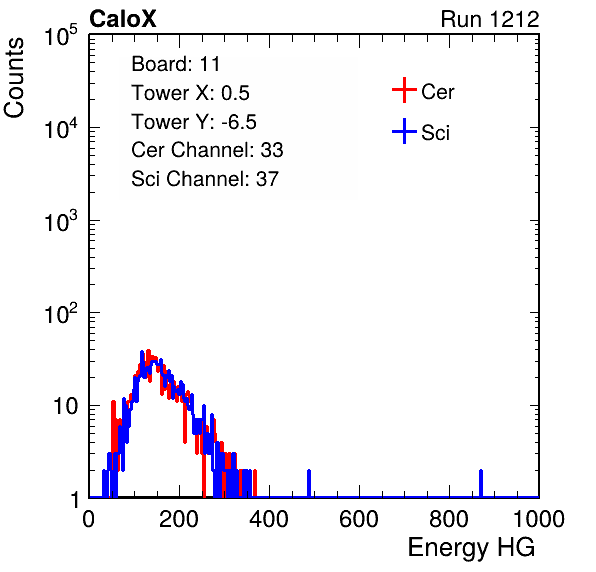 CaloX Run 1212
Counts
10^5
10^4
10^3
10^2
10
1
Board: 11
Tower X: 0.5
Tower Y: -6.5
Cer Channel: 33
Sci Channel: 37
Cer
Sci
0 200 400 600 800 1000
Energy HG